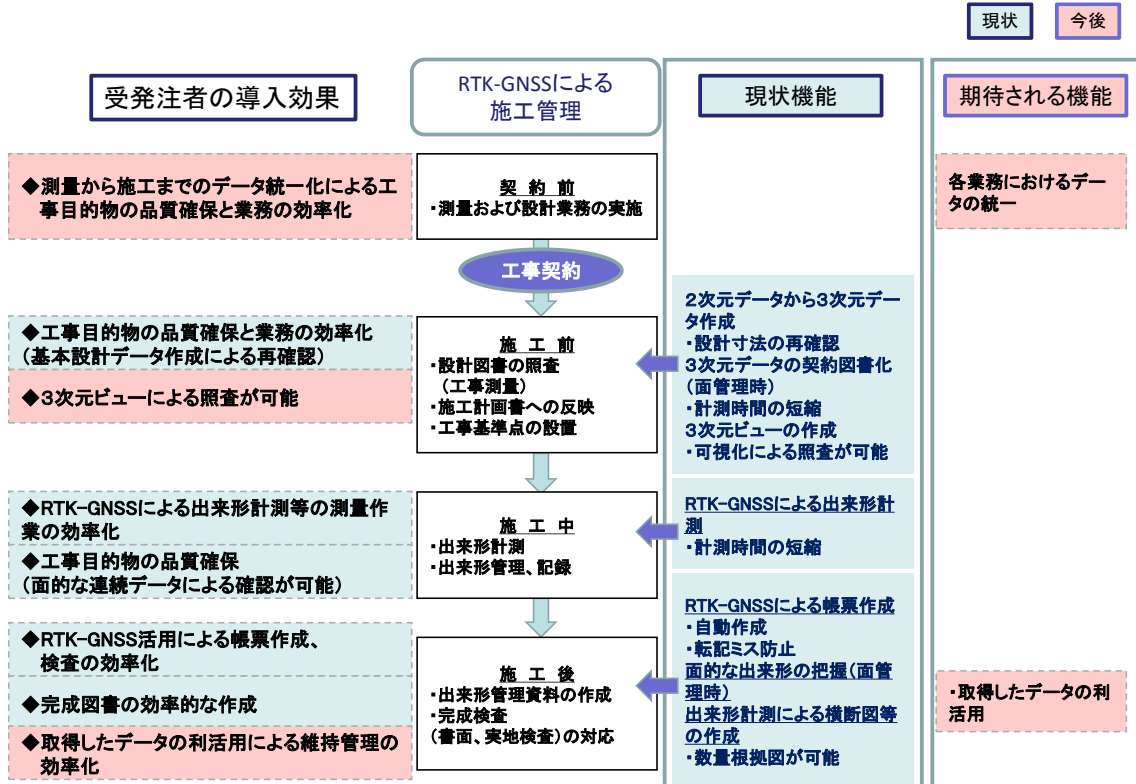 現状
今後
受発注者の導入効果
RTK-GNSSによる
施工管理
現状機能
期待される機能
◆測量から施工までのデータ統一化による工
事目的物の品質確保と業務の効率化
契 約 前
・測量および設計業務の実施
各業務におけるデー
タの統一
工事契約
◆工事目的物の品質確保と業務の効率化
(基本設計データ作成による再確認)
◆3次元ビューによる照査が可能
施 工 前
・設計図書の照査
(工事測量)
・施工計画書への反映
・工事基準点の設置
2次元データから3次元デー
タ作成
・設計寸法の再確認
3次元データの契約図書化
(面管理時)
・計測時間の短縮
3次元ビューの作成
・可視化による照査が可能
◆RTK-GNSSによる出来形計測等の測量作
業の効率化
◆工事目的物の品質確保
(面的な連続データによる確認が可能)
施 工 中
・出来形計測
・出来形管理、記録
RTK-GNSSによる出来形計
測
・計測時間の短縮
◆RTK-GNSS活用による帳票作成、
検査の効率化
◆完成図書の効率的な作成
◆取得したデータの利活用による維持管理の
効率化
施 工 後
・出来形管理資料の作成
・完成検査
(書面、実地検査)の対応
RTK-GNSSによる帳票作成
・自動作成
・転記ミス防止
面的な出来形の把握(面管
理時)
出来形計測による横断図等
の作成
・数量根拠図が可能
・取得したデータの利
活用